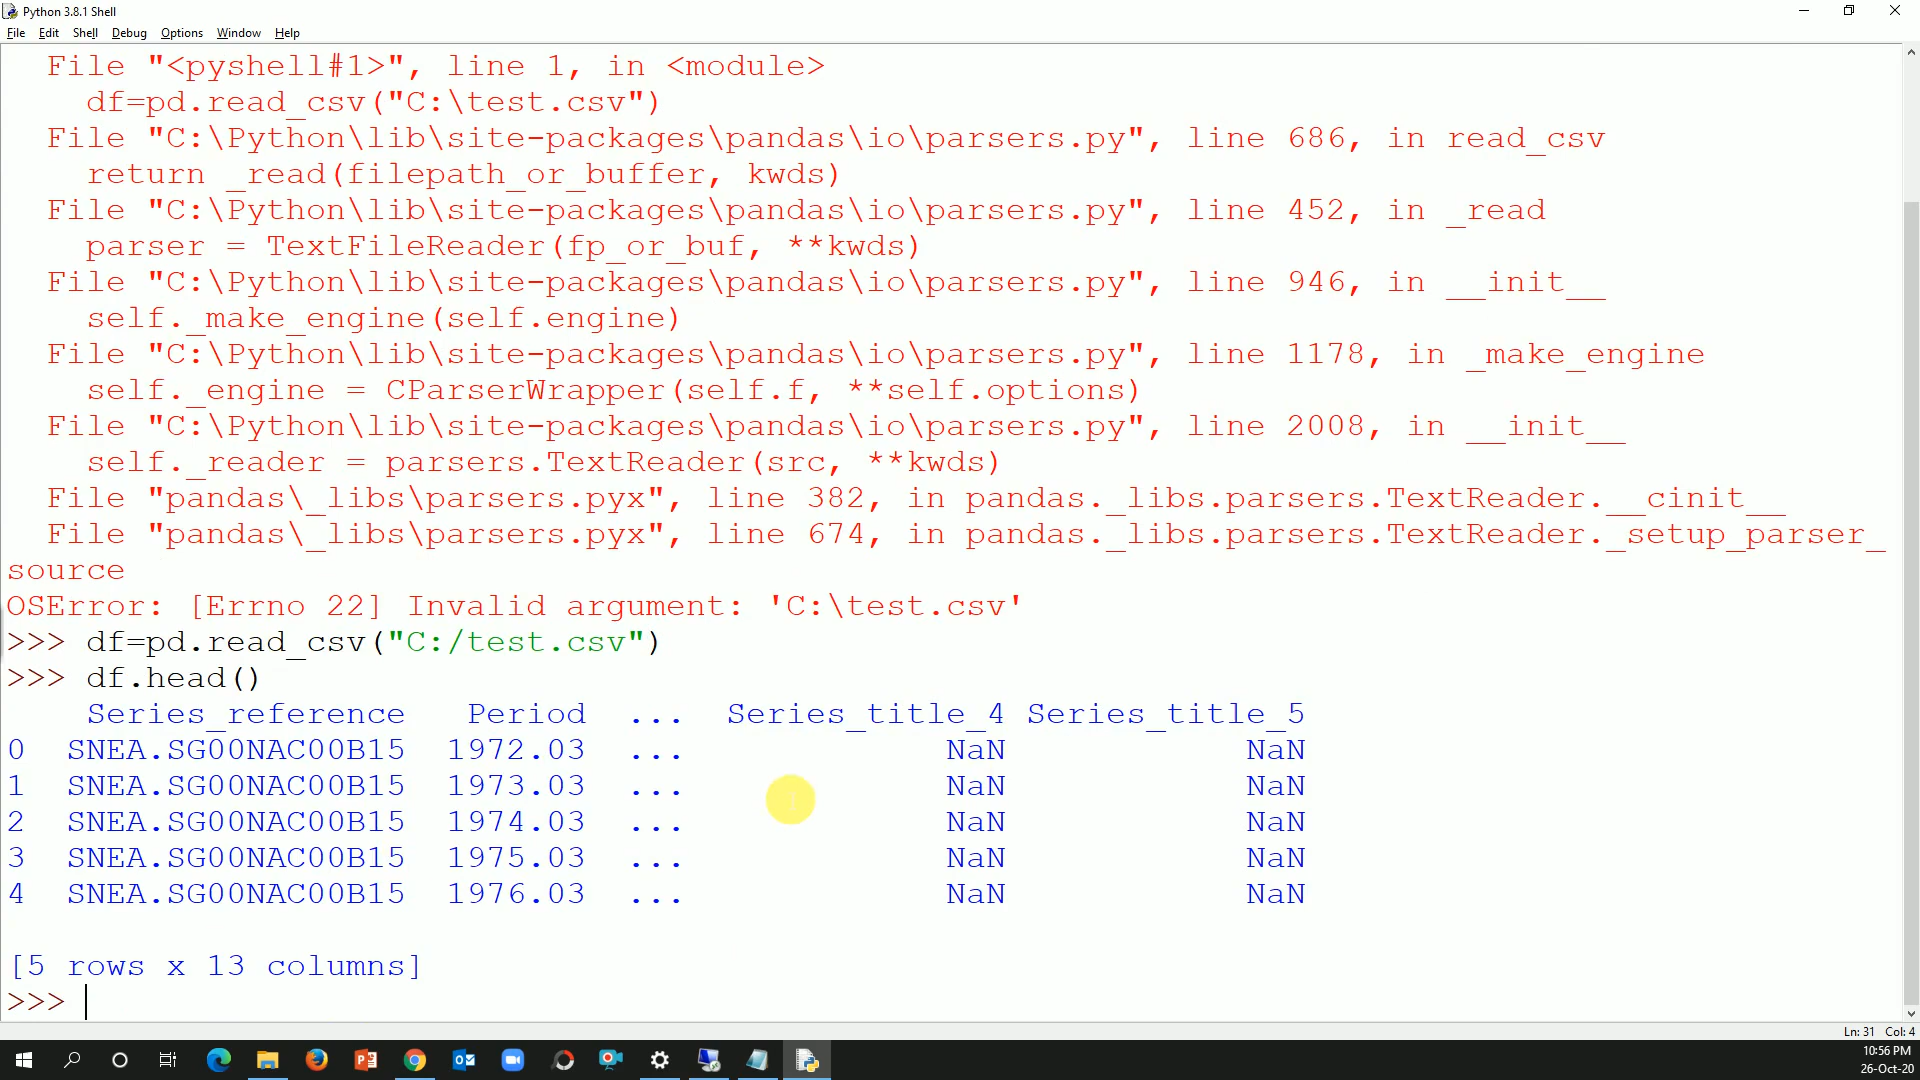 Python 3.8.1 Shell
File Edit Shell Debug Options Window Help
File "<pyshell#1>", line 1, in <module>
df=pd.read_csv("C:\test.csv")
File "C:\Python\lib\site-packages\pandas\io\parsers.py", line 686, in read_csv
return _read(filepath_or_buffer, kwds)
File "C:\Python\lib\site-packages\pandas\io\parsers.py", line 452, in _read
parser = TextFileReader(fp_or_buf, **kwds)
File "C:\Python\lib\site-packages\pandas\io\parsers.py", line 946, in __init__
self._make_engine(self.engine)
File "C:\Python\lib\site-packages\pandas\io\parsers.py", line 1178, in _make_engine
self._engine = CParserWrapper(self.f, **self.options)
File "C:\Python\lib\site-packages\pandas\io\parsers.py", line 2008, in __init__
self._reader = parsers.TextReader(src, **kwds)
File "pandas\_libs\parsers.pyx", line 382, in pandas._libs.parsers.TextReader.__cinit__
File "pandas\_libs\parsers.pyx", line 674, in pandas._libs.parsers.TextReader._setup_parser_
source
OSError: [Errno 22] Invalid argument: 'C:\test.csv'
>>> df=pd.read_csv("C:/test.csv")
>>> df.head()
Series_reference Period ... Series_title_4 Series_title_5
0 SNEA.SG00NAC00B15 1972.03 ... NaN NaN
1 SNEA.SG00NAC00B15 1973.03 ... NaN NaN
2 SNEA.SG00NAC00B15 1974.03 ... NaN NaN
3 SNEA.SG00NAC00B15 1975.03 ... NaN NaN
4 SNEA.SG00NAC00B15 1976.03 ... NaN NaN
[5 rows x 13 columns]
>>>
Ln: 31 Col: 4
10:56 PM
26-Oct-20